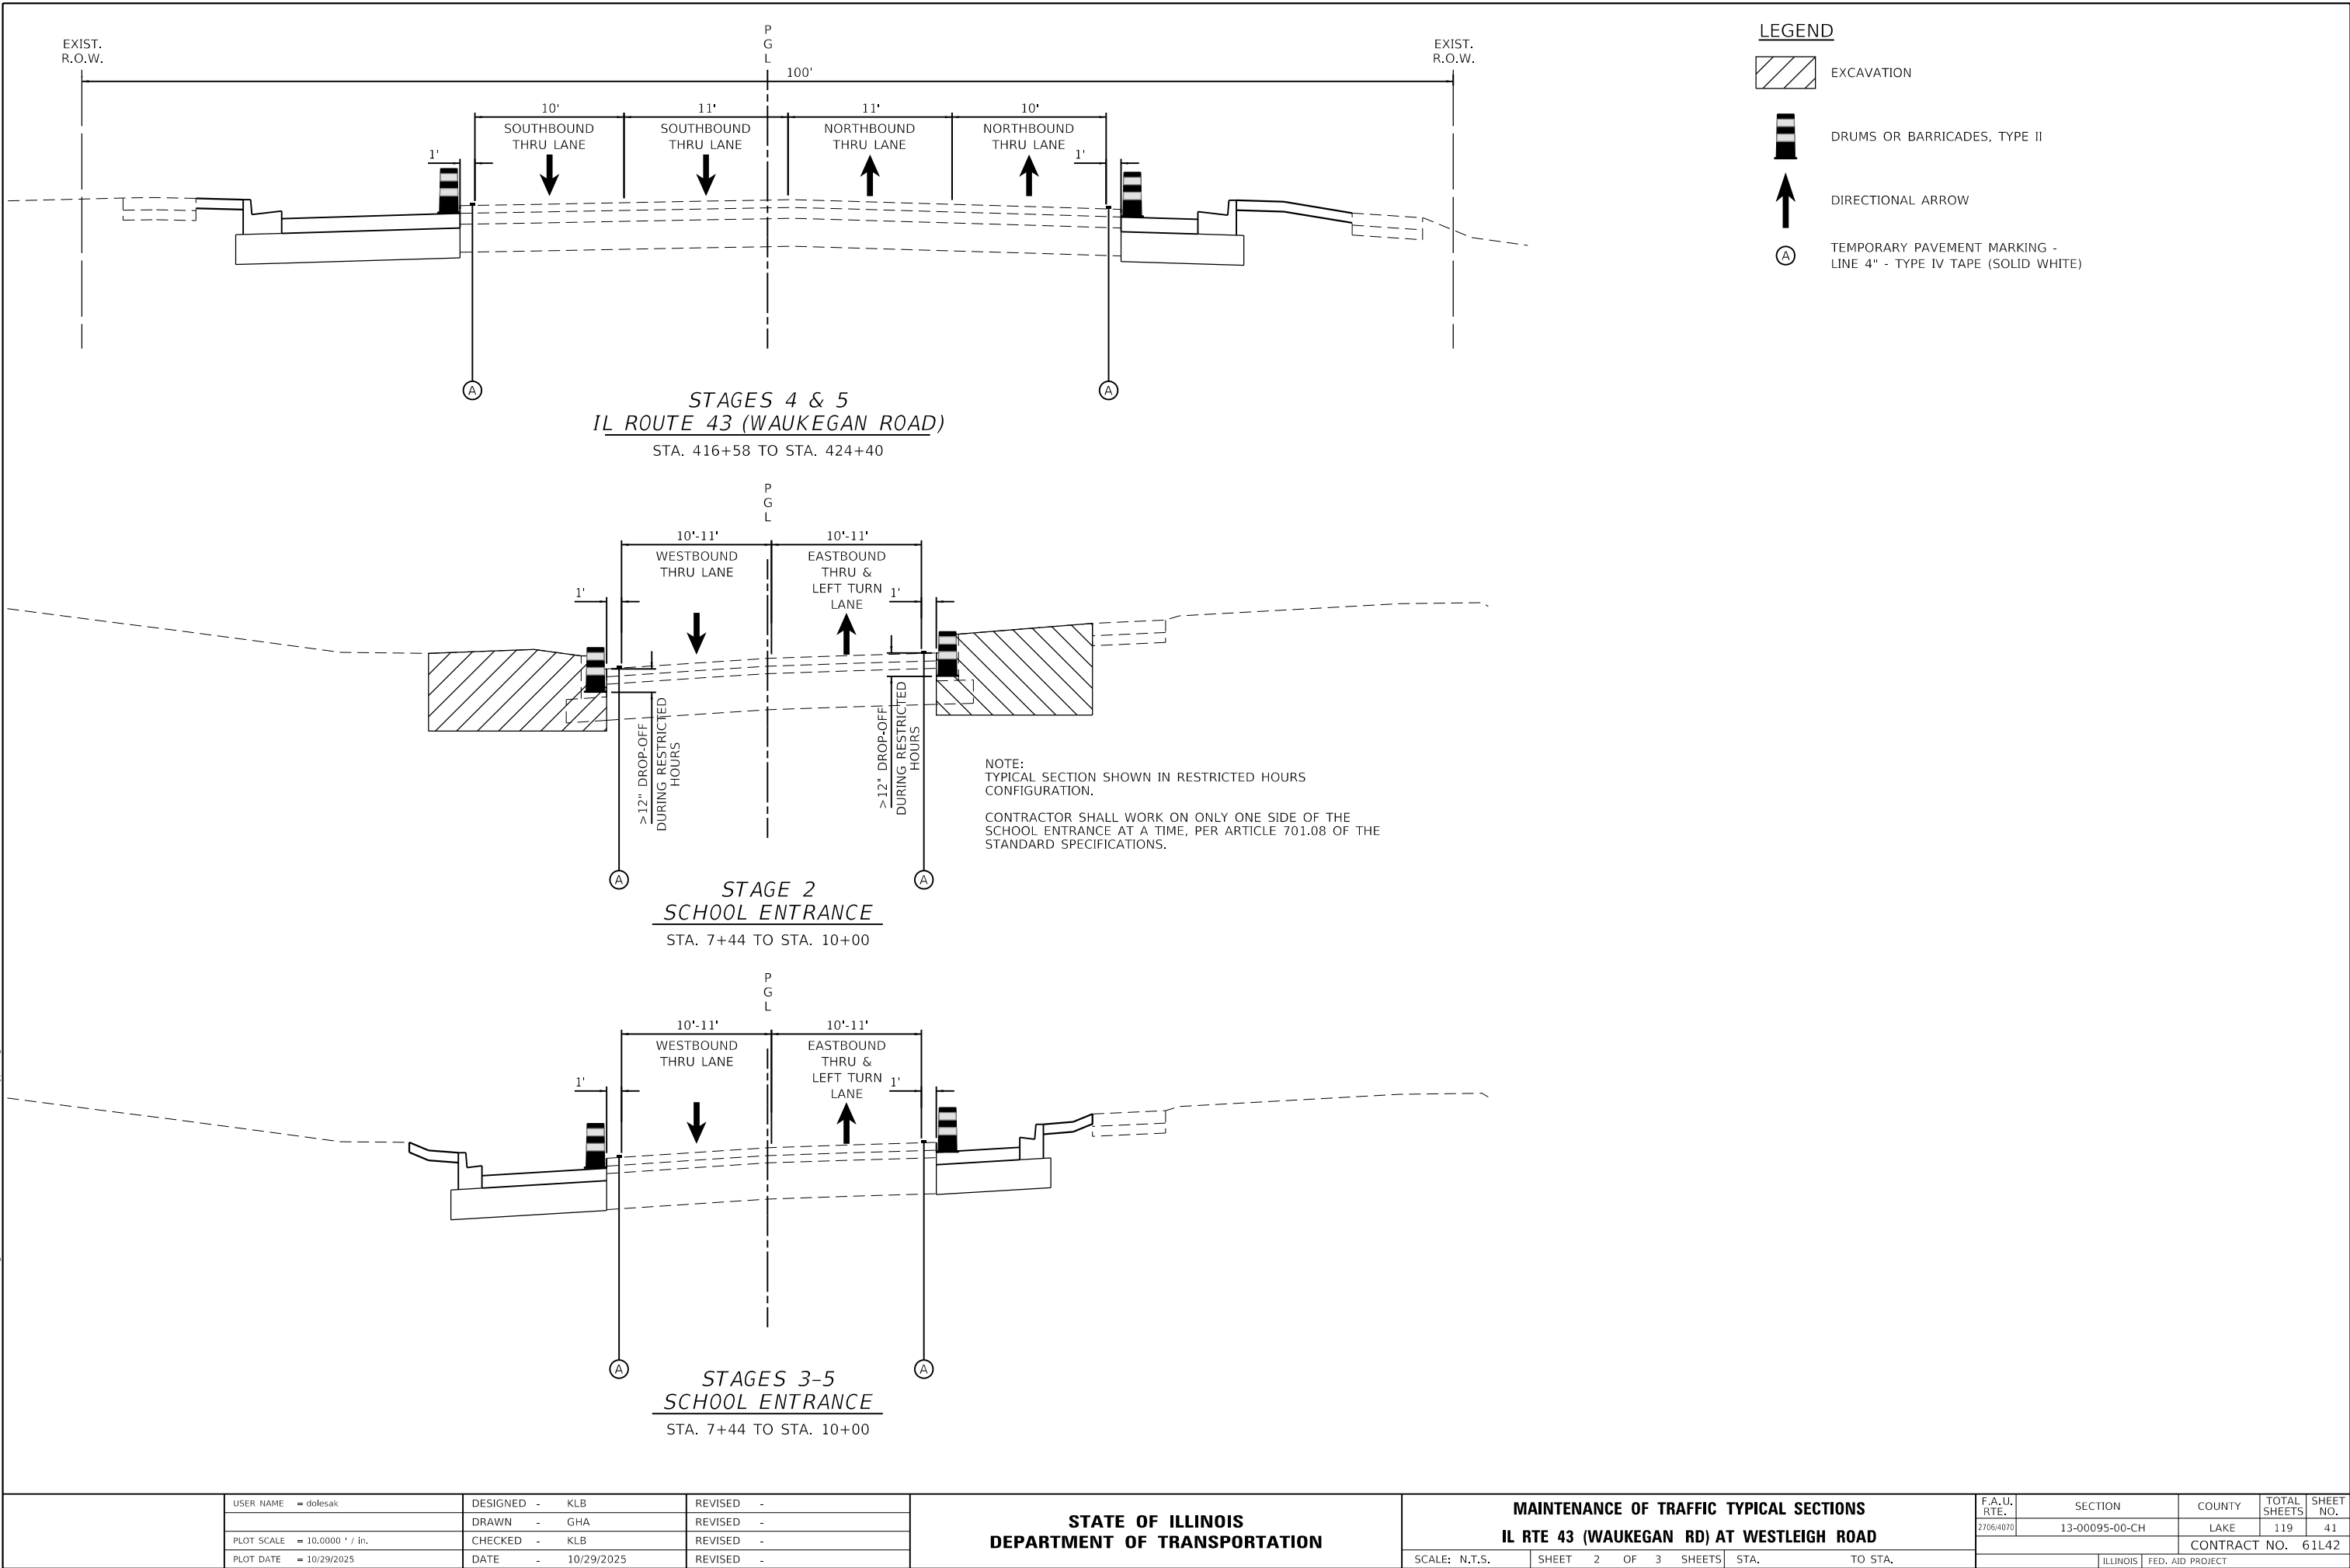 EXIST.
R.O.W.
P
G
L
EXIST.
R.O.W.
100'
10'
11'
11'
10'
SOUTHBOUND
THRU LANE
SOUTHBOUND
THRU LANE
NORTHBOUND
THRU LANE
NORTHBOUND
THRU LANE
1'
1'
A
A
STAGES 4 & 5
IL ROUTE 43 (WAUKEGAN ROAD)
STA. 416+58 TO STA. 424+40
LEGEND
EXCAVATION
DRUMS OR BARRICADES, TYPE II
DIRECTIONAL ARROW
A
TEMPORARY PAVEMENT MARKING -
LINE 4" - TYPE IV TAPE (SOLID WHITE)
P
G
L
10'-11'
10'-11'
WESTBOUND
THRU LANE
EASTBOUND
THRU &
LEFT TURN
LANE
1'
1'
>12" DROP-OFF
DURING RESTRICTED
HOURS
>12" DROP-OFF
DURING RESTRICTED
HOURS
NOTE:
TYPICAL SECTION SHOWN IN RESTRICTED HOURS
CONFIGURATION.
CONTRACTOR SHALL WORK ON ONLY ONE SIDE OF THE
SCHOOL ENTRANCE AT A TIME, PER ARTICLE 701.08 OF THE
STANDARD SPECIFICATIONS.
A
A
STAGE 2
SCHOOL ENTRANCE
STA. 7+44 TO STA. 10+00
P
G
L
10'-11'
10'-11'
WESTBOUND
THRU LANE
EASTBOUND
THRU &
LEFT TURN
LANE
1'
1'
A
A
STAGES 3-5
SCHOOL ENTRANCE
STA. 7+44 TO STA. 10+00
USER NAME = dolesak
PLOT SCALE = 10.0000 ' / in.
PLOT DATE = 10/29/2025
DESIGNED - KLB
DRAWN - GHA
CHECKED - KLB
DATE - 10/29/2025
REVISED -
REVISED -
REVISED -
REVISED -
STATE OF ILLINOIS
DEPARTMENT OF TRANSPORTATION
MAINTENANCE OF TRAFFIC TYPICAL SECTIONS
IL RTE 43 (WAUKEGAN RD) AT WESTLEIGH ROAD
SCALE: N.T.S. SHEET 2 OF 3 SHEETS STA. TO STA.
F.A.U. RTE.
SECTION
COUNTY
TOTAL SHEETS
SHEET NO.
2706/4070 13-00095-00-CH LAKE 119 41
CONTRACT NO. 61L42
ILLINOIS FED. AID PROJECT